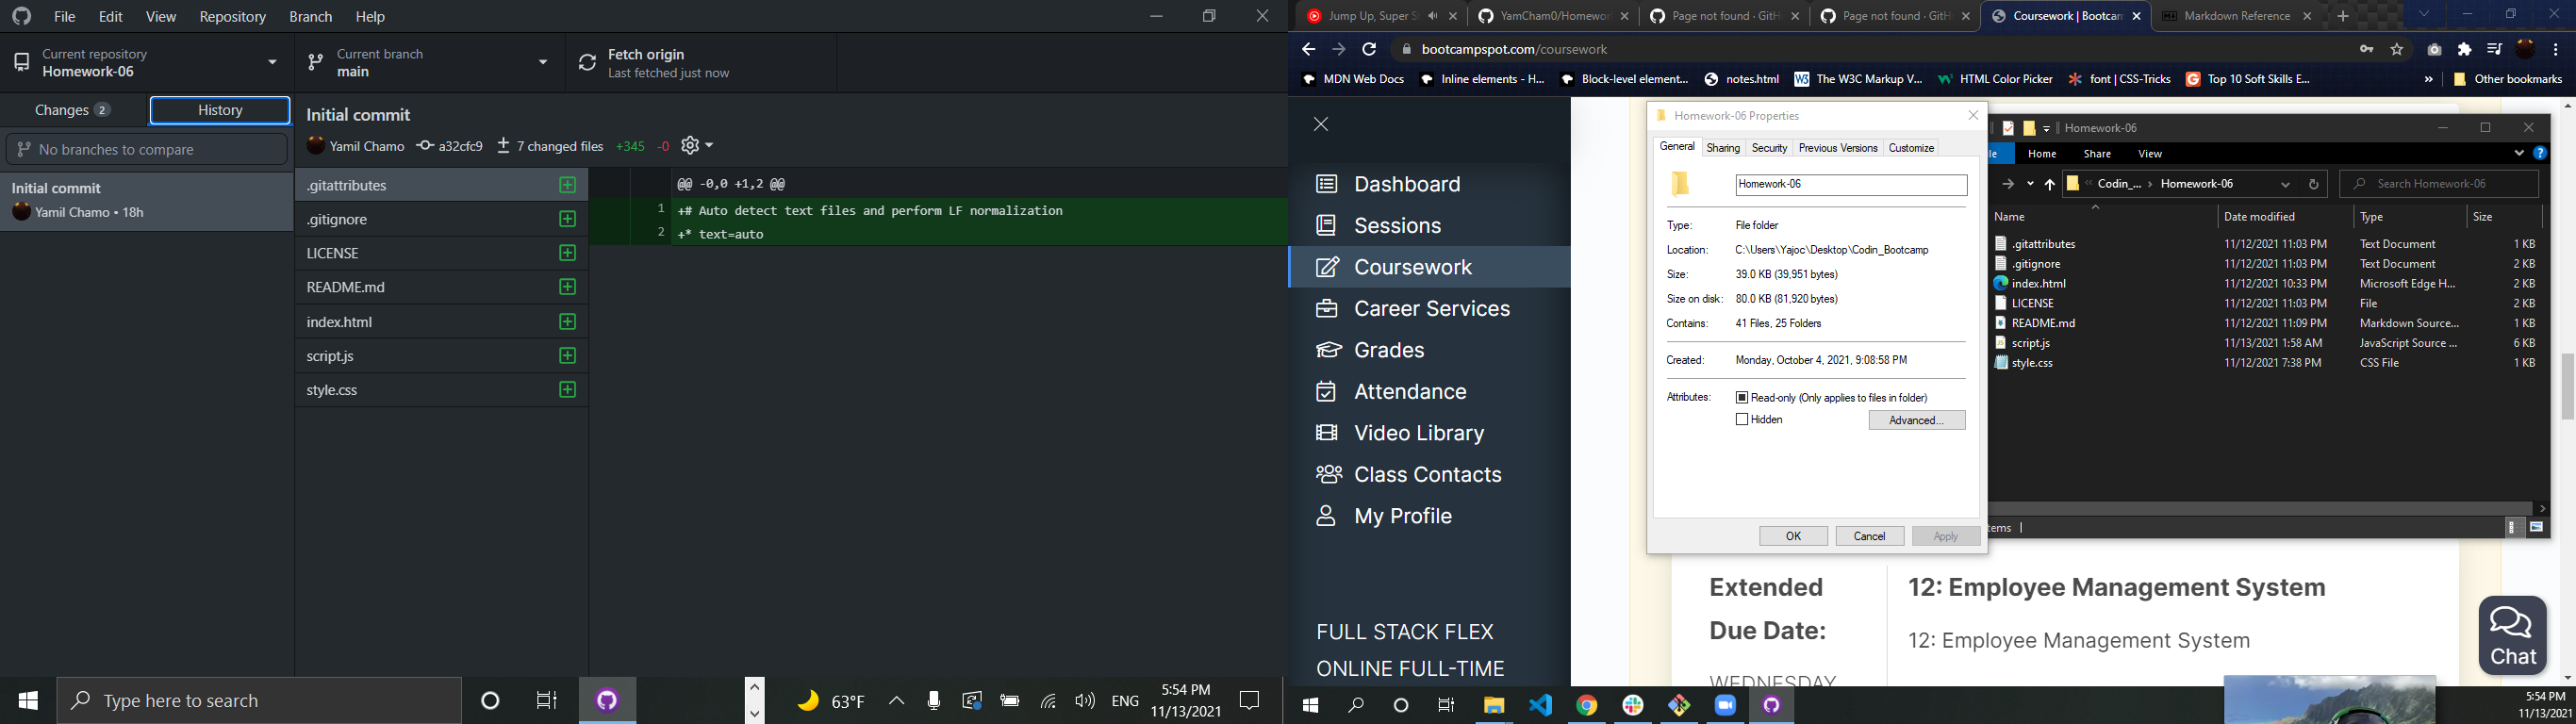 File Edit View Repository Branch Help
Current repository
Homework-06
Current branch
main
Fetch origin
Last fetched just now
Changes 2 History
No branches to compare
Initial commit
Yamil Chamo • 18h
Initial commit
Yamil Chamo a32cfc9 7 changed files +345 -0
.gitattributes
.gitignore
LICENSE
README.md
index.html
script.js
style.css
@@ -0,0 +1,2 @@
1 +# Auto detect text files and perform LF normalization
2 +* text=auto
Type here to search
63°F
ENG
5:54 PM
11/13/2021
Jump Up, Super S
YamCham0/Homewor
Page not found · GitH
Page not found · GitH
Coursework | Bootcam
Markdown Reference
bootcampspot.com/coursework
MDN Web Docs
Inline elements - H...
Block-level element...
notes.html
The W3C Markup V...
HTML Color Picker
font | CSS-Tricks
Top 10 Soft Skills E...
Other bookmarks
Dashboard
Sessions
Coursework
Career Services
Grades
Attendance
Video Library
Class Contacts
My Profile
FULL STACK FLEX
ONLINE FULL-TIME
Homework-06 Properties
General Sharing Security Previous Versions Customize
Homework-06
Type: File folder
Location: C:\Users\Yajoc\Desktop\Codin_Bootcamp
Size: 39.0 KB (39,951 bytes)
Size on disk: 80.0 KB (81,920 bytes)
Contains: 41 Files, 25 Folders
Created: Monday, October 4, 2021, 9:08:58 PM
Attributes: Read-only (Only applies to files in folder)
Hidden Advanced...
OK Cancel Apply
Homework-06
Home Share View
Codin_... Homework-06
Search Homework-06
Name Date modified Type Size
.gitattributes 11/12/2021 11:03 PM Text Document 1 KB
.gitignore 11/12/2021 11:03 PM Text Document 2 KB
index.html 11/12/2021 10:33 PM Microsoft Edge H... 2 KB
LICENSE 11/12/2021 11:03 PM File 2 KB
README.md 11/12/2021 11:09 PM Markdown Source... 1 KB
script.js 11/13/2021 1:58 AM JavaScript Source ... 6 KB
style.css 11/12/2021 7:38 PM CSS File 1 KB
Extended
Due Date:
WEDNESDAY
12: Employee Management System
12: Employee Management System
Chat
5:54 PM
11/13/2021